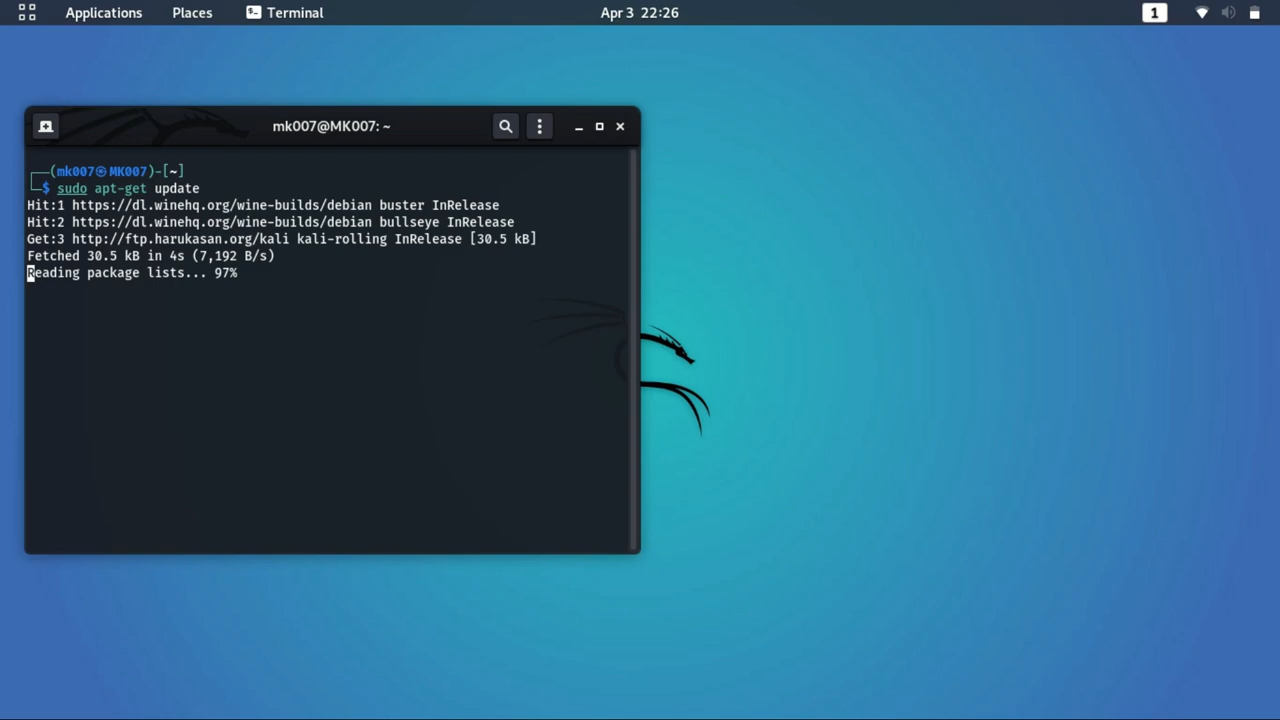 Applications Places Terminal Apr 3 22:26 1
mk007@MK007: ~
┌──(mk007㉿MK007)-[~]
└─$ sudo apt-get update
Hit:1 https://dl.winehq.org/wine-builds/debian buster InRelease
Hit:2 https://dl.winehq.org/wine-builds/debian bullseye InRelease
Get:3 http://ftp.harukasan.org/kali kali-rolling InRelease [30.5 kB]
Fetched 30.5 kB in 4s (7,192 B/s)
Reading package lists... 97%